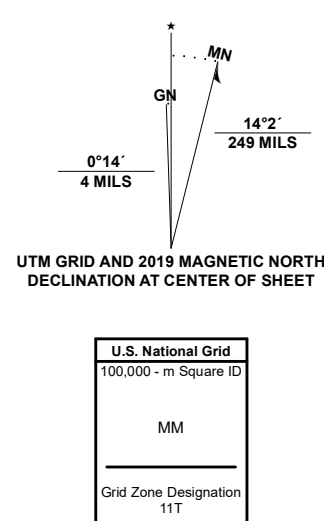 ★
MN
GN
14°2´
249 MILS
0°14´
4 MILS
UTM GRID AND 2019 MAGNETIC NORTH
DECLINATION AT CENTER OF SHEET
U.S. National Grid
100,000 - m Square ID
MM
Grid Zone Designation
11T